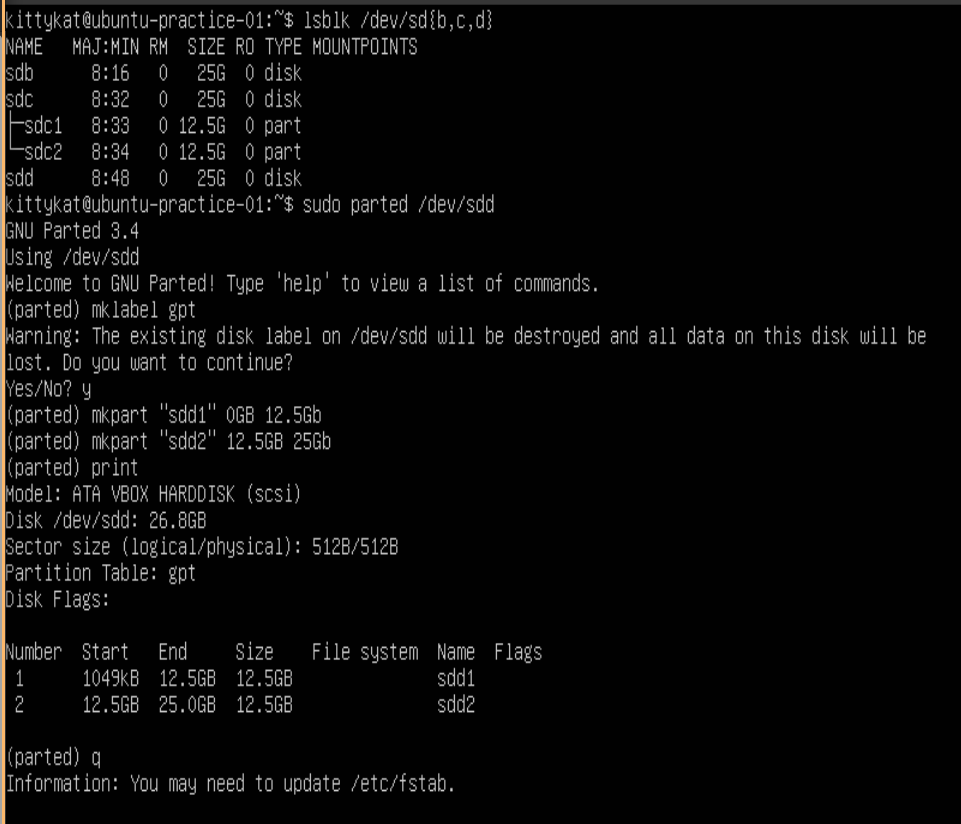 kittykat@ubuntu-practice-01:~$ lsblk /dev/sd{b,c,d}
NAME   MAJ:MIN RM  SIZE RO TYPE MOUNTPOINTS
sdb      8:16   0   25G  0 disk
sdc      8:32   0   25G  0 disk
├─sdc1   8:33   0 12.5G  0 part
└─sdc2   8:34   0 12.5G  0 part
sdd      8:48   0   25G  0 disk
kittykat@ubuntu-practice-01:~$ sudo parted /dev/sdd
GNU Parted 3.4
Using /dev/sdd
Welcome to GNU Parted! Type 'help' to view a list of commands.
(parted) mklabel gpt
Warning: The existing disk label on /dev/sdd will be destroyed and all data on this disk will be
lost. Do you want to continue?
Yes/No? y
(parted) mkpart "sdd1" 0GB 12.5Gb
(parted) mkpart "sdd2" 12.5GB 25Gb
(parted) print
Model: ATA VBOX HARDDISK (scsi)
Disk /dev/sdd: 26.8GB
Sector size (logical/physical): 512B/512B
Partition Table: gpt
Disk Flags:

Number  Start   End     Size    File system  Name  Flags
 1      1049kB  12.5GB  12.5GB               sdd1
 2      12.5GB  25.0GB  12.5GB               sdd2

(parted) q
Information: You may need to update /etc/fstab.